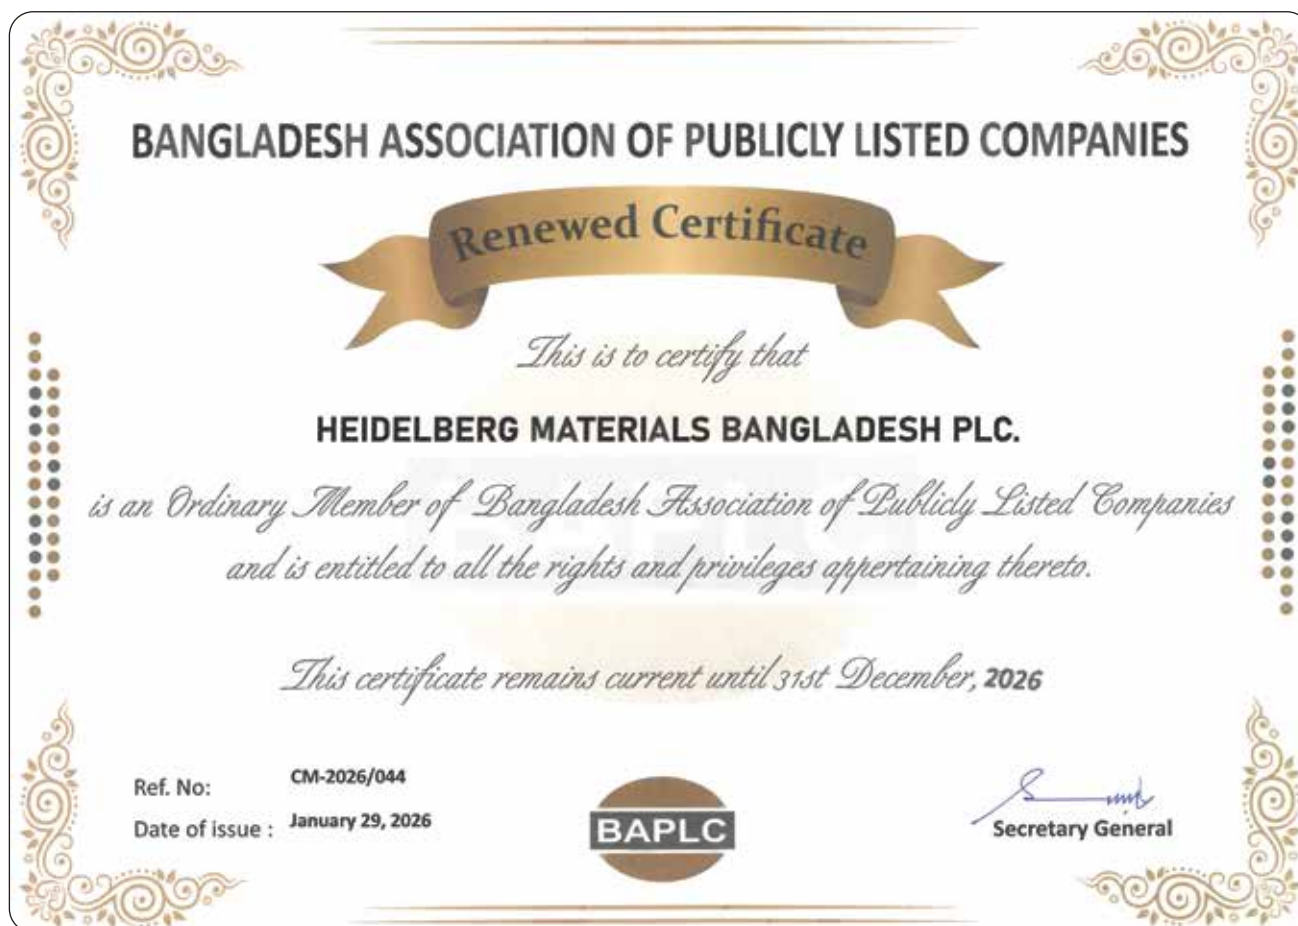 BANGLADESH ASSOCIATION OF PUBLICLY LISTED COMPANIES
Renewed Certificate
This is to certify that
HEIDELBERG MATERIALS BANGLADESH PLC.
is an Ordinary Member of Bangladesh Association of Publicly Listed Companies
and is entitled to all the rights and privileges appertaining thereto.
This certificate remains current until 31st December, 2026
Ref. No: CM-2026/044
Date of issue : January 29, 2026
BAPLC
Secretary General